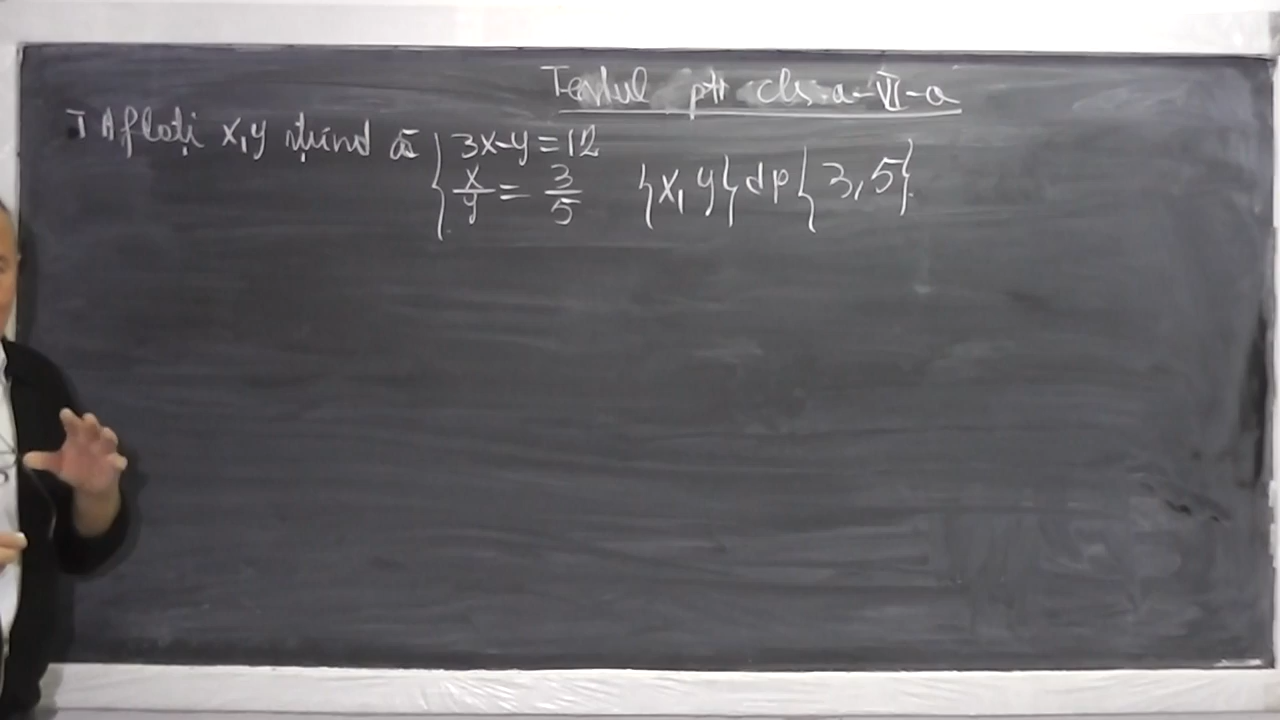 Testul ptr cls. a-VI-a
I Aflați x, y știind că { 3x-y=12
x/y = 3/5 {x, y} dp {3, 5}